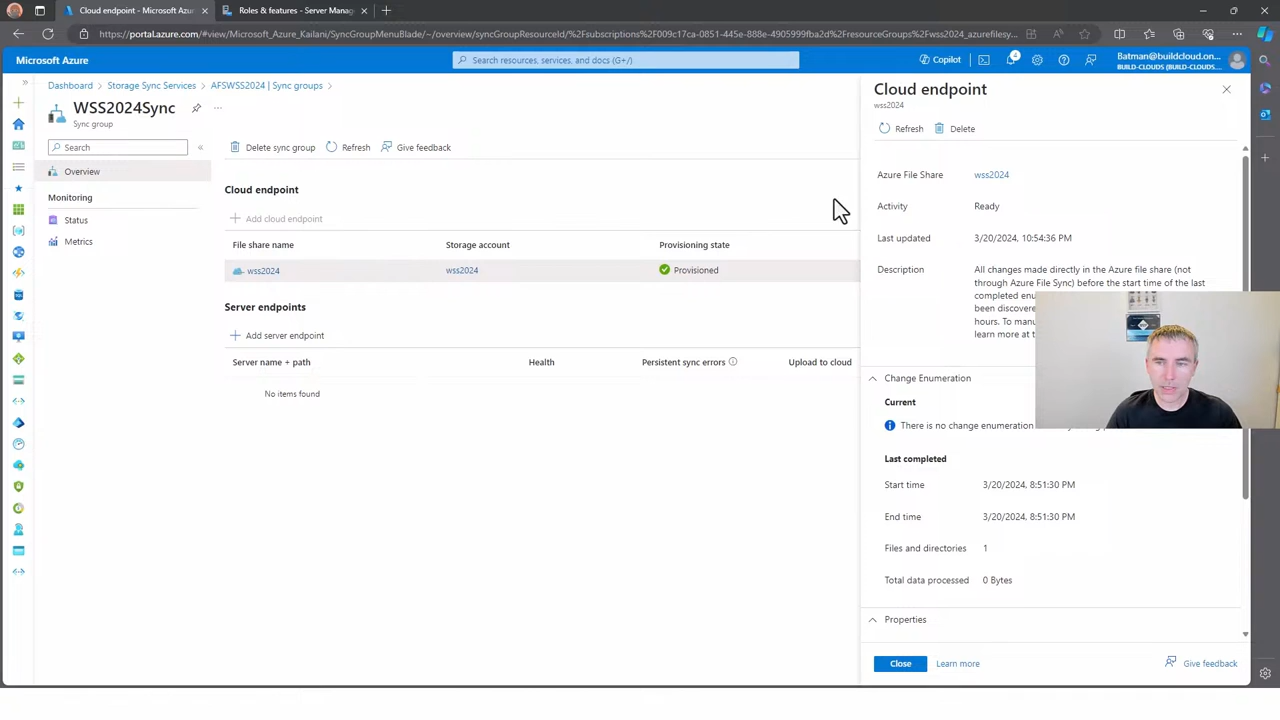 Cloud endpoint - Microsoft Azur
Roles & features - Server Manag
https://portal.azure.com/#view/Microsoft_Azure_Kailani/SyncGroupMenuBlade/~/overview/syncGroupResourceId/%2Fsubscriptions%2F009c17ca-0851-445e-888e-4905999fba2d%2FresourceGroups%2Fwss2024_azurefilesy...
Microsoft Azure
Search resources, services, and docs (G+/)
Copilot
4
Batman@buildcloud.on...
BUILD-CLOUDS (BUILD-CLOUDS....
Dashboard > Storage Sync Services > AFSWSS2024 | Sync groups >
WSS2024Sync
...
Sync group
Search
«
Overview
Monitoring
Status
Metrics
Delete sync group
Refresh
Give feedback
Cloud endpoint
+ Add cloud endpoint
File share name
Storage account
Provisioning state
wss2024
wss2024
Provisioned
Server endpoints
+ Add server endpoint
Server name + path
Health
Persistent sync errors
Upload to cloud
No items found
Cloud endpoint
wss2024
Refresh
Delete
Azure File Share
wss2024
Activity
Ready
Last updated
3/20/2024, 10:54:36 PM
Description
All changes made directly in the Azure file share (not
through Azure File Sync) before the start time of the last
completed enu
been discovere
hours. To manu
learn more at t
Change Enumeration
Current
There is no change enumeration
Last completed
Start time
3/20/2024, 8:51:30 PM
End time
3/20/2024, 8:51:30 PM
Files and directories
1
Total data processed
0 Bytes
Properties
Close
Learn more
Give feedback